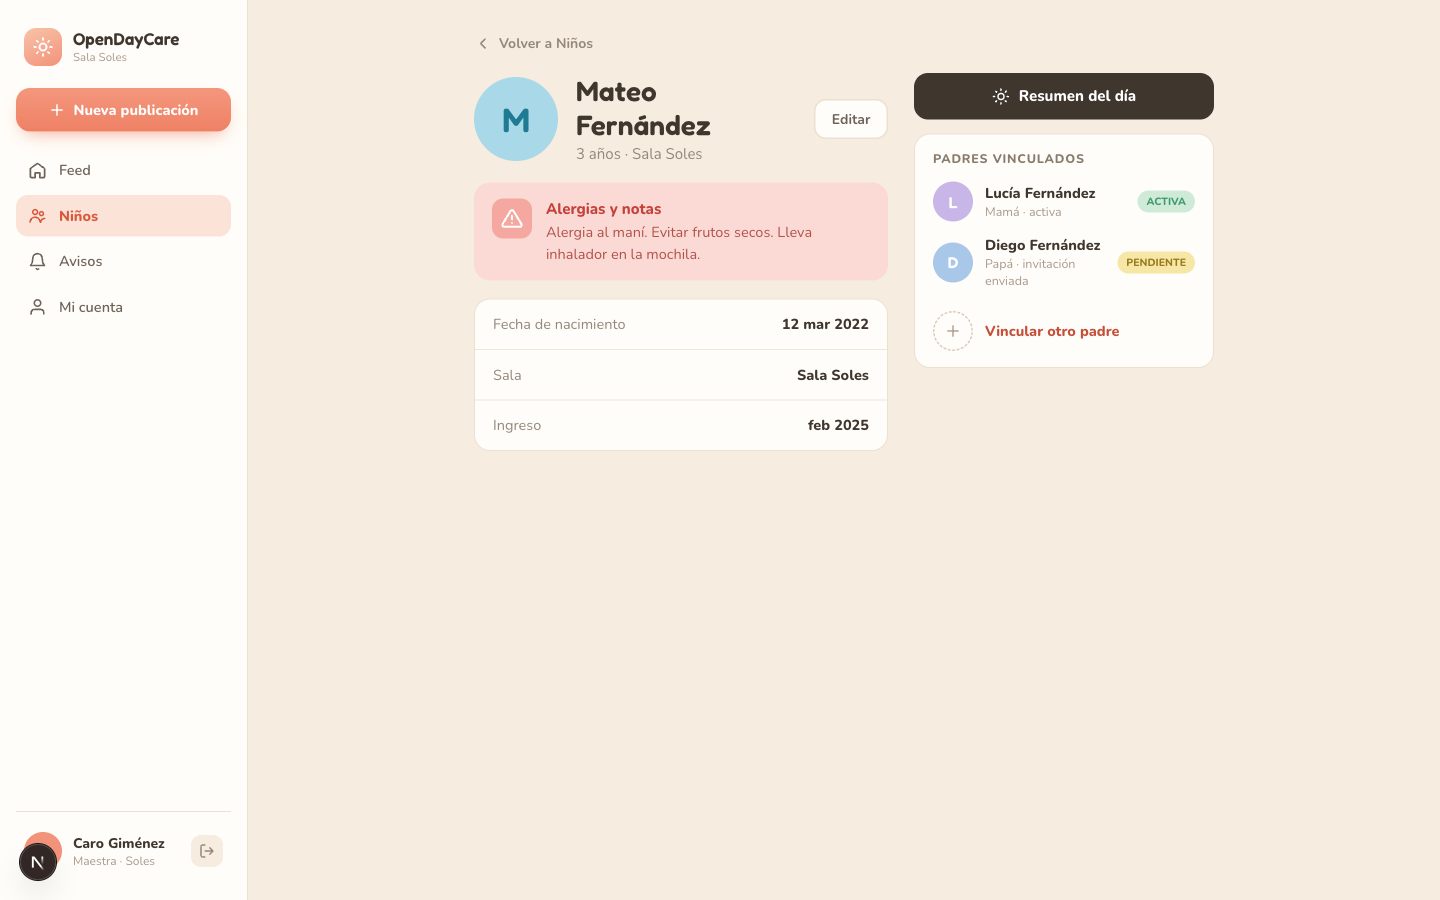 OpenDayCare
Sala Soles
Nueva publicación
Feed
Niños
Avisos
Mi cuenta
Caro Giménez
Maestra · Soles
N
Volver a Niños
M
Mateo
Fernández
3 años · Sala Soles
Editar
Alergias y notas
Alergia al maní. Evitar frutos secos. Lleva
inhalador en la mochila.
Fecha de nacimiento 12 mar 2022
Sala Sala Soles
Ingreso feb 2025
Resumen del día
PADRES VINCULADOS
L
Lucía Fernández
Mamá · activa
ACTIVA
D
Diego Fernández
Papá · invitación
enviada
PENDIENTE
Vincular otro padre